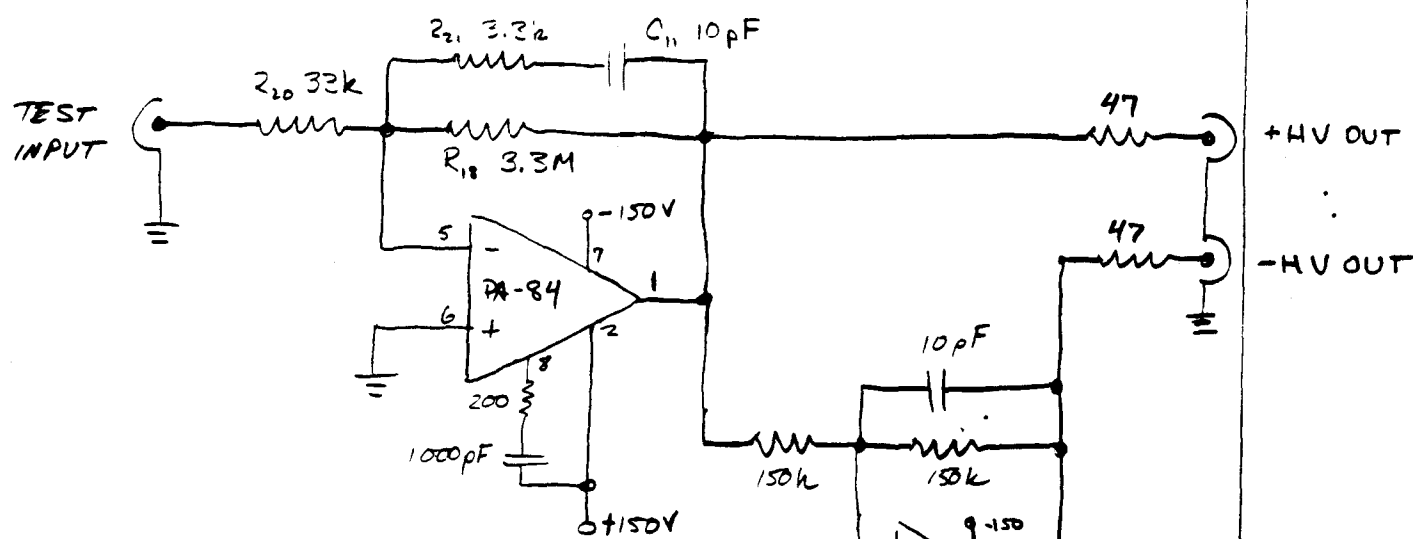 R₂₁ 3.3k
C₁₁ 10pF
R₂₀ 33k
TEST
INPUT
R₁₈ 3.3M
47
+HV OUT
-150V
5
-
7
PA-84
1
6
+
2
8
200
1000pF
+150V
47
-HV OUT
10pF
150k
150k
-150